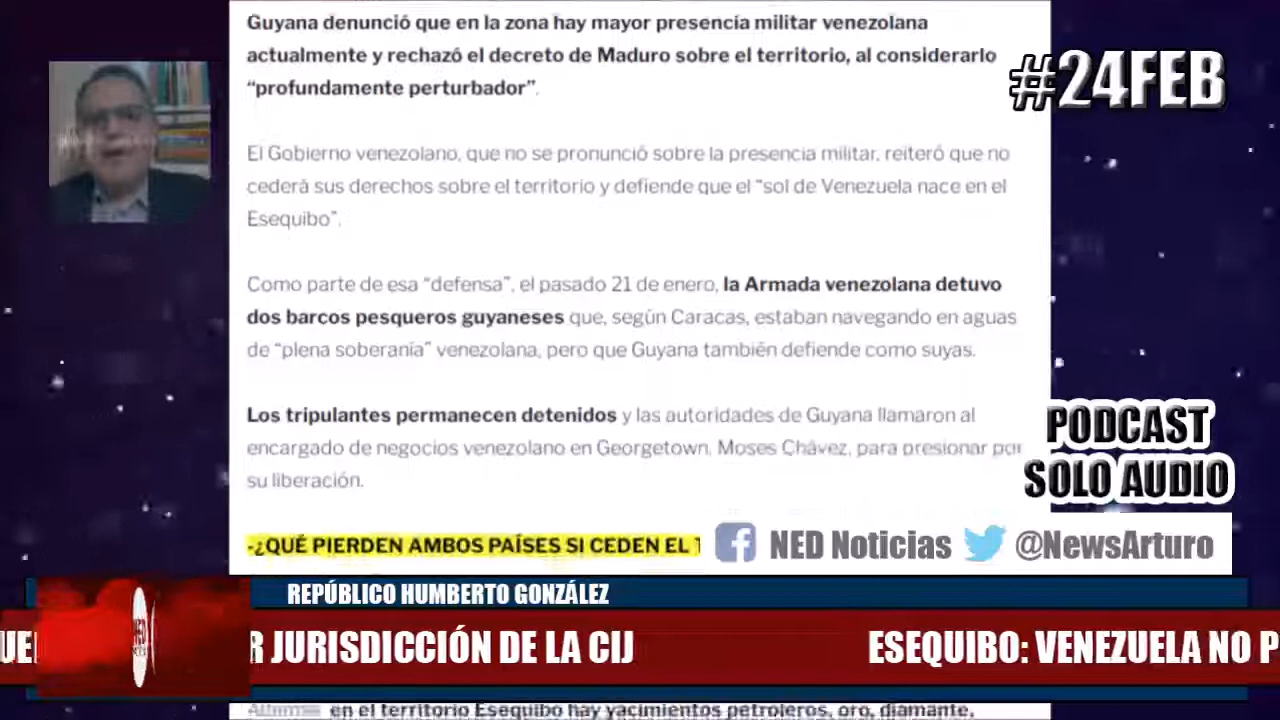 Guyana denunció que en la zona hay mayor presencia militar venezolana
actualmente y rechazó el decreto de Maduro sobre el territorio, al considerarlo
“profundamente perturbador”.
#24FEB
El Gobierno venezolano, que no se pronunció sobre la presencia militar, reiteró que no
cederá sus derechos sobre el territorio y defiende que el “sol de Venezuela nace en el
Esequibo”.
Como parte de esa “defensa”, el pasado 21 de enero, la Armada venezolana detuvo
dos barcos pesqueros guyaneses que, según Caracas, estaban navegando en aguas
de “plena soberanía” venezolana, pero que Guyana también defiende como suyas.
Los tripulantes permanecen detenidos y las autoridades de Guyana llamaron al
encargado de negocios venezolano en Georgetown, Moses Chávez, para presionar por
su liberación.
PODCAST
SOLO AUDIO
-¿QUÉ PIERDEN AMBOS PAÍSES SI CEDEN EL T
NED Noticias @NewsArturo
REPÚBLICO HUMBERTO GONZÁLEZ
R JURISDICCIÓN DE LA CIJ ESEQUIBO: VENEZUELA NO P
en el territorio Esequibo hay yacimientos petroleros, oro, diamante,